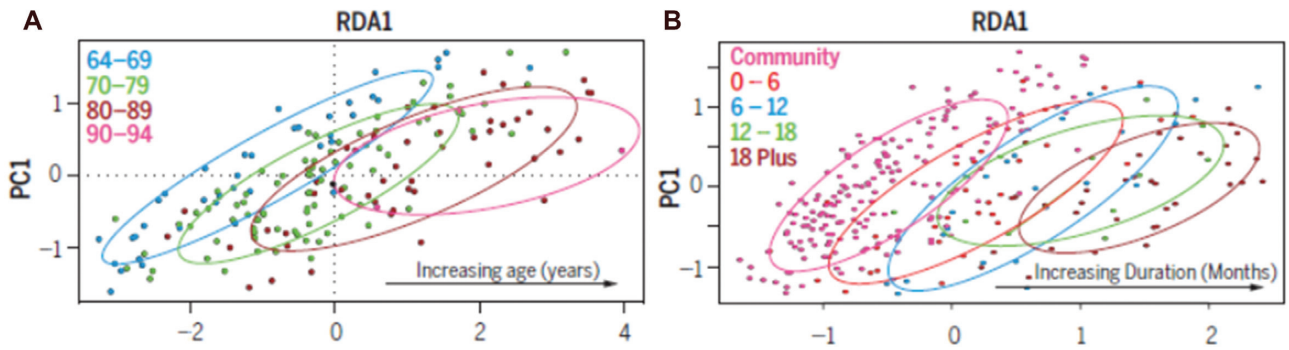 A
RDA1
64–69
70–79
80–89
90–94
PC1
1
0
−1
Increasing age (years)
−2
0
2
4
B
RDA1
Community
0 – 6
6 – 12
12 – 18
18 Plus
PC1
1
0
−1
Increasing Duration (Months)
−1
0
1
2